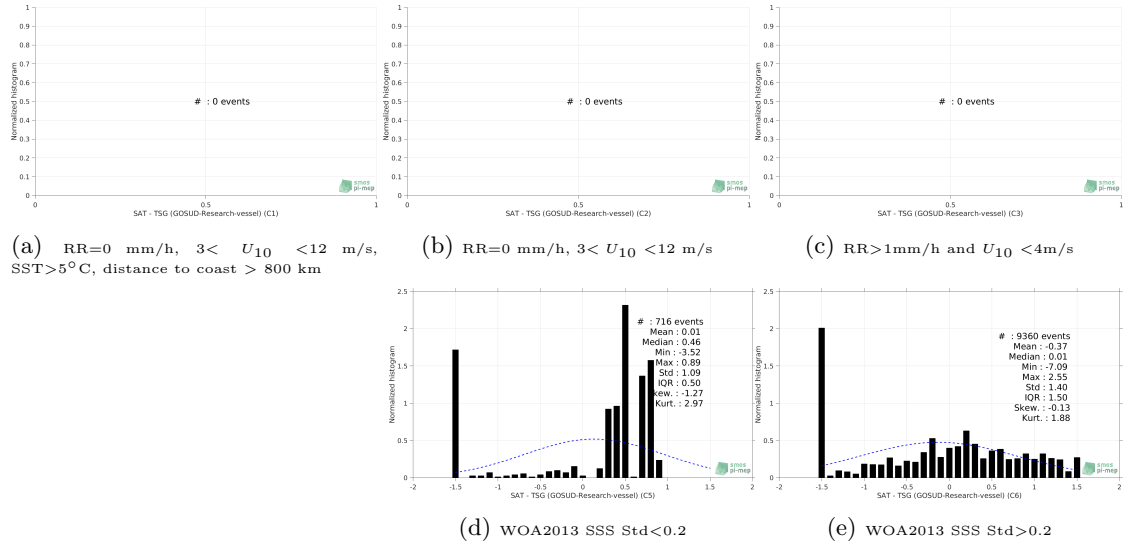 1
0.9
0.8
0.7
0.6
0.5
0.4
0.3
0.2
0.1
0
Normalized histogram
# : 0 events
smos
pi-mep
0 0.5 1
SAT - TSG (GOSUD-Research-vessel) (C1)
(a) RR=0 mm/h, 3< U10 <12 m/s,
SST>5°C, distance to coast > 800 km
1
0.9
0.8
0.7
0.6
0.5
0.4
0.3
0.2
0.1
0
Normalized histogram
# : 0 events
smos
pi-mep
0 0.5 1
SAT - TSG (GOSUD-Research-vessel) (C2)
(b) RR=0 mm/h, 3< U10 <12 m/s
1
0.9
0.8
0.7
0.6
0.5
0.4
0.3
0.2
0.1
0
Normalized histogram
# : 0 events
smos
pi-mep
0 0.5 1
SAT - TSG (GOSUD-Research-vessel) (C3)
(c) RR>1mm/h and U10 <4m/s
2.5
2
1.5
1
0.5
0
Normalized histogram
# : 716 events
Mean : 0.01
Median : 0.46
Min : -3.52
Max : 0.89
Std : 1.09
IQR : 0.50
kew. : -1.27
Kurt. : 2.97
smos
pi-mep
-2 -1.5 -1 -0.5 0 0.5 1 1.5 2
SAT - TSG (GOSUD-Research-vessel) (C5)
(d) WOA2013 SSS Std<0.2
2.5
2
1.5
1
0.5
0
Normalized histogram
# : 9360 events
Mean : -0.37
Median : 0.01
Min : -7.09
Max : 2.55
Std : 1.40
IQR : 1.50
Skew. : -0.13
Kurt. : 1.88
smos
pi-mep
-2 -1.5 -1 -0.5 0 0.5 1 1.5 2
SAT - TSG (GOSUD-Research-vessel) (C6)
(e) WOA2013 SSS Std>0.2